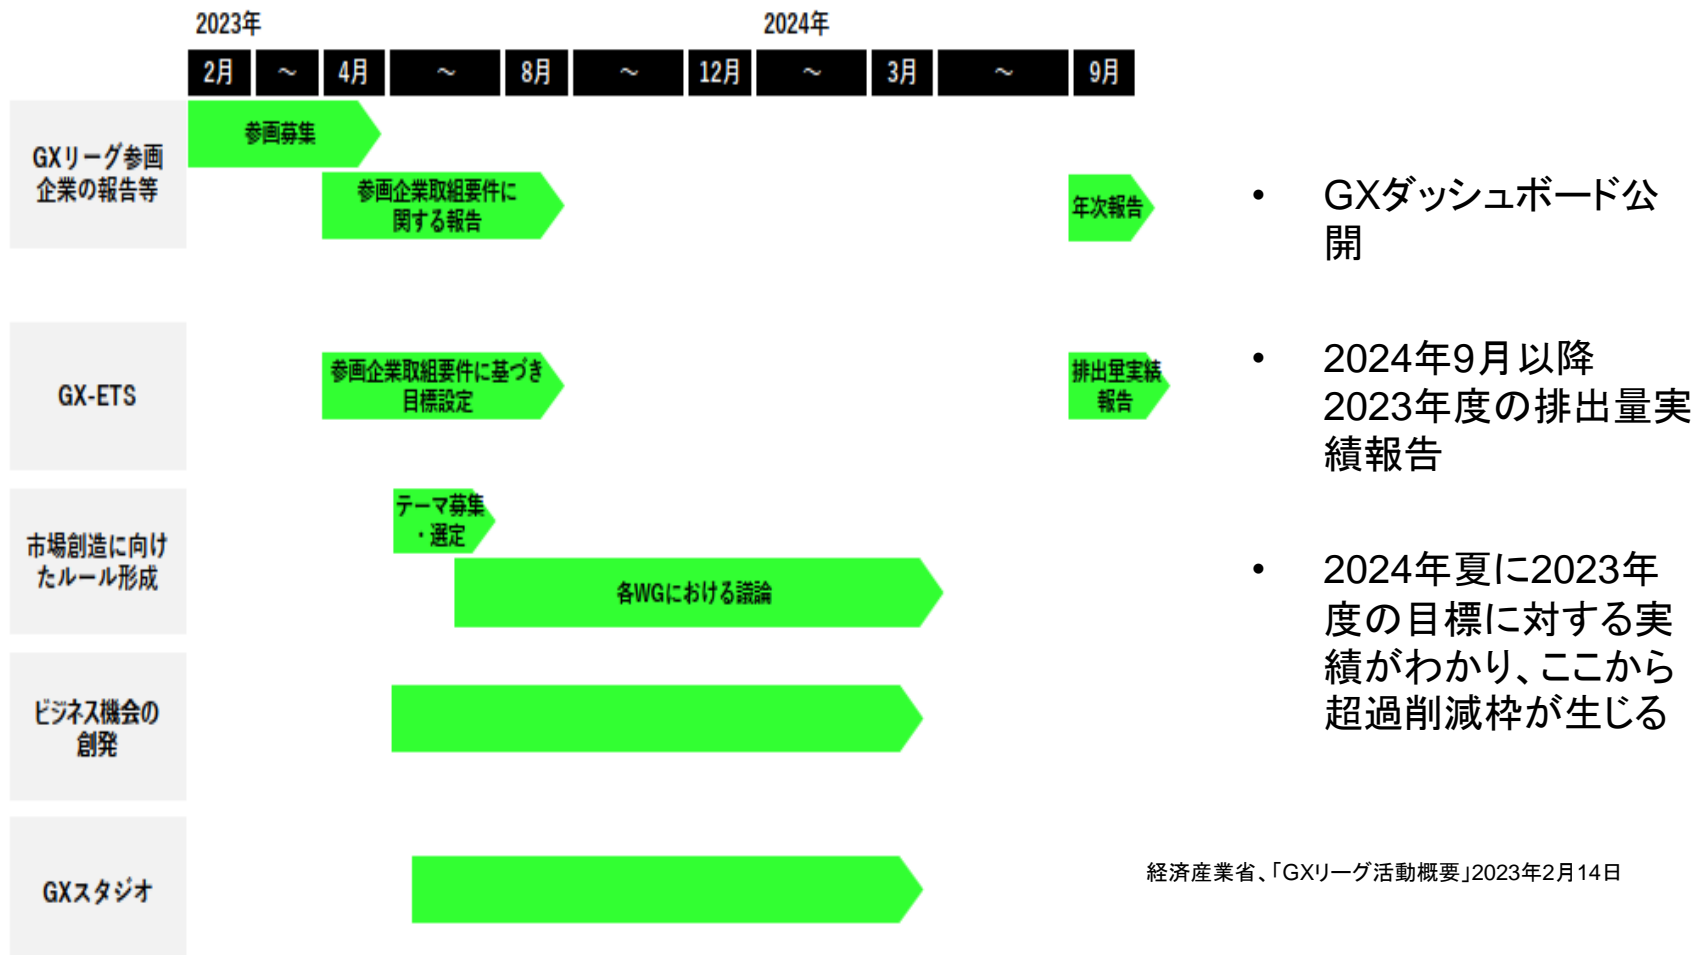 2023年
2024年
2月 ～ 4月 ～ 8月 ～ 12月 ～ 3月 ～ 9月
GXリーグ参画
企業の報告等
参画募集
参画企業取組要件に
関する報告
年次報告
• GXダッシュボード公
開
GX-ETS
参画企業取組要件に基づき
目標設定
排出量実績
報告
• 2024年9月以降
2023年度の排出量実
績報告
市場創造に向け
たルール形成
テーマ募集
・選定
各WGにおける議論
• 2024年夏に2023年
度の目標に対する実
績がわかり、ここから
超過削減枠が生じる
ビジネス機会の
創発
GXスタジオ
経済産業省、「GXリーグ活動概要」2023年2月14日